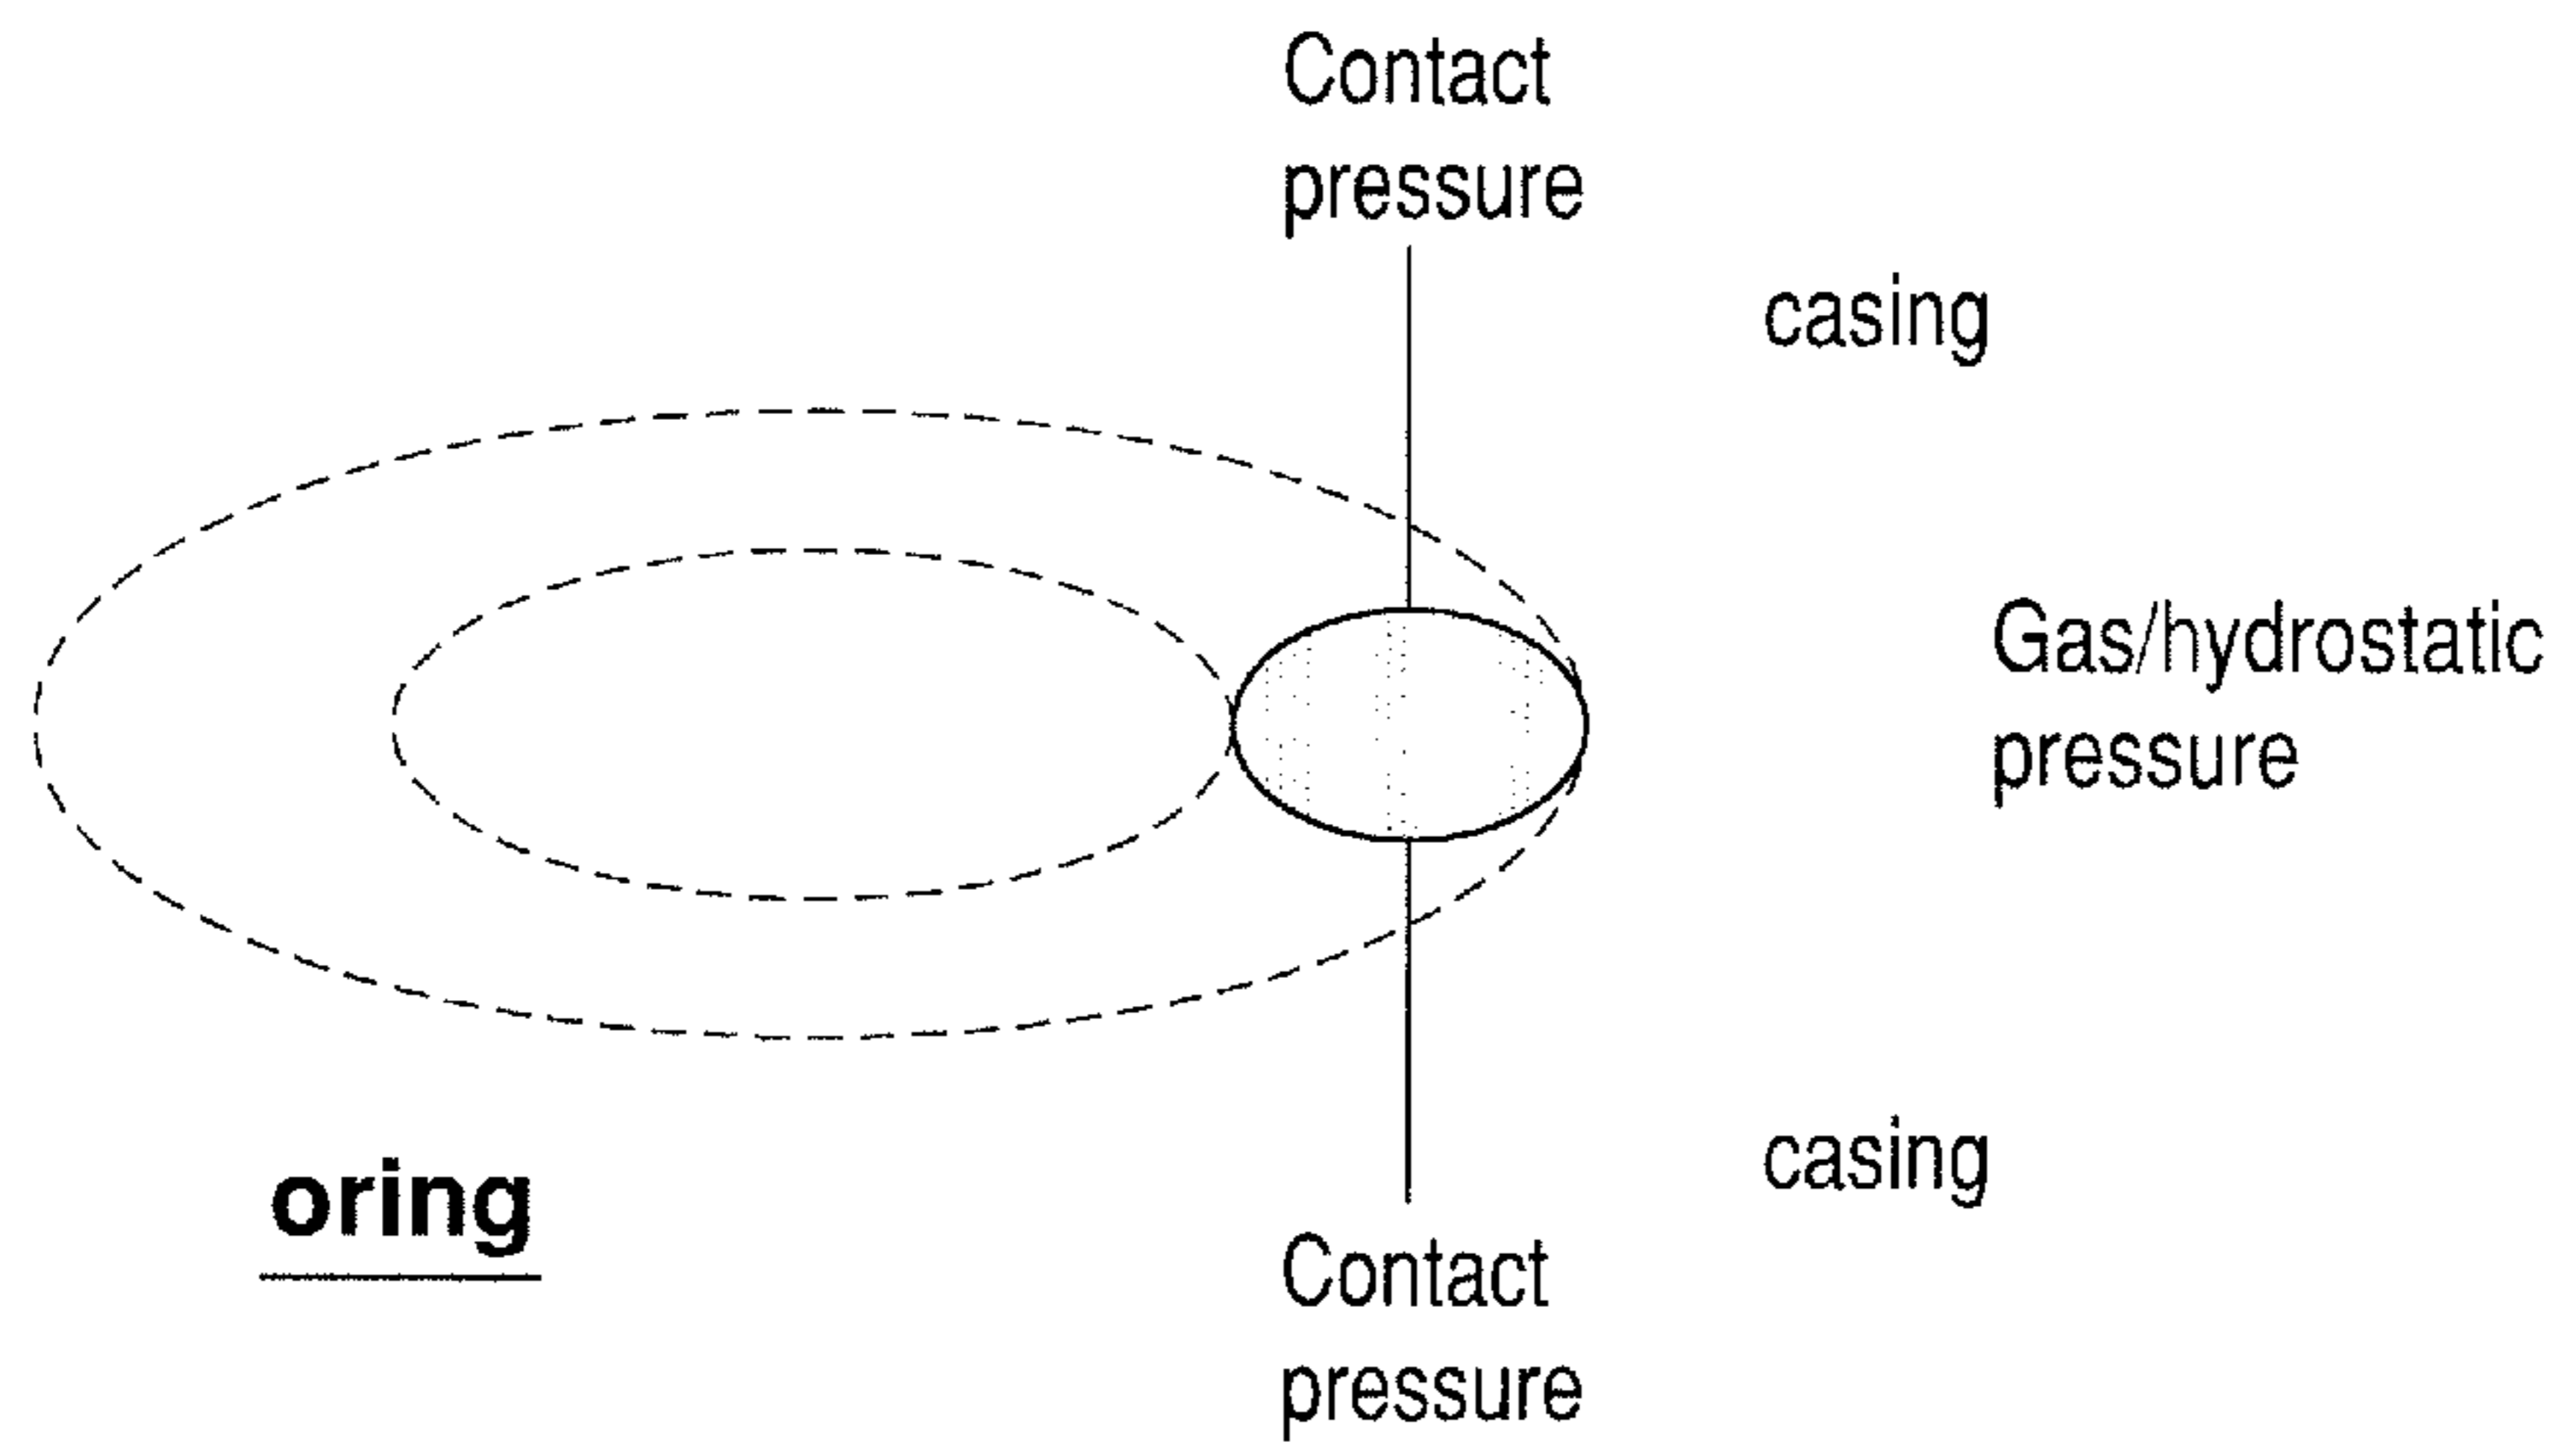 Contact
pressure
casing
Gas/hydrostatic
pressure
casing
oring
Contact
pressure